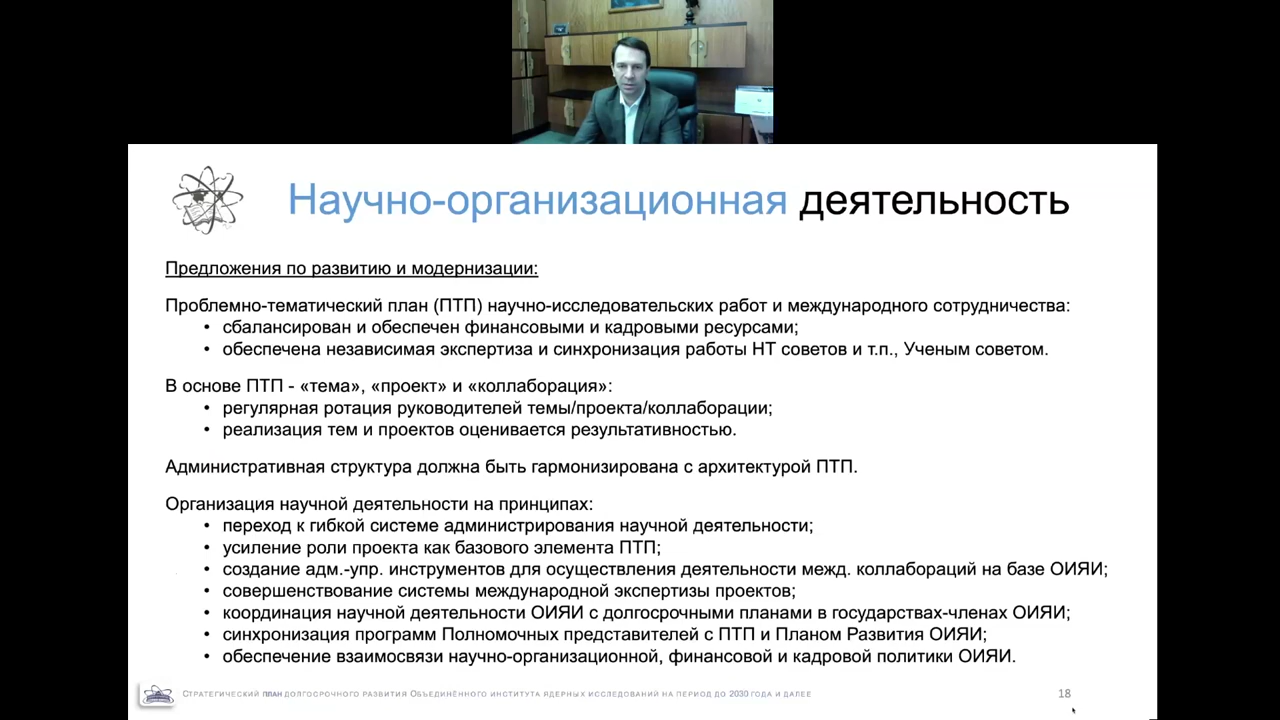 Научно-организационная деятельность
Предложения по развитию и модернизации:
Проблемно-тематический план (ПТП) научно-исследовательских работ и международного сотрудничества:
• сбалансирован и обеспечен финансовыми и кадровыми ресурсами;
• обеспечена независимая экспертиза и синхронизация работы НТ советов и т.п., Ученым советом.
В основе ПТП - «тема», «проект» и «коллаборация»:
• регулярная ротация руководителей темы/проекта/коллаборации;
• реализация тем и проектов оценивается результативностью.
Административная структура должна быть гармонизирована с архитектурой ПТП.
Организация научной деятельности на принципах:
• переход к гибкой системе администрирования научной деятельности;
• усиление роли проекта как базового элемента ПТП;
• создание адм.-упр. инструментов для осуществления деятельности межд. коллабораций на базе ОИЯИ;
• совершенствование системы международной экспертизы проектов;
• координация научной деятельности ОИЯИ с долгосрочными планами в государствах-членах ОИЯИ;
• синхронизация программ Полномочных представителей с ПТП и Планом Развития ОИЯИ;
• обеспечение взаимосвязи научно-организационной, финансовой и кадровой политики ОИЯИ.
Стратегический план долгосрочного развития Объединённого института ядерных исследований на период до 2030 года и далее
18